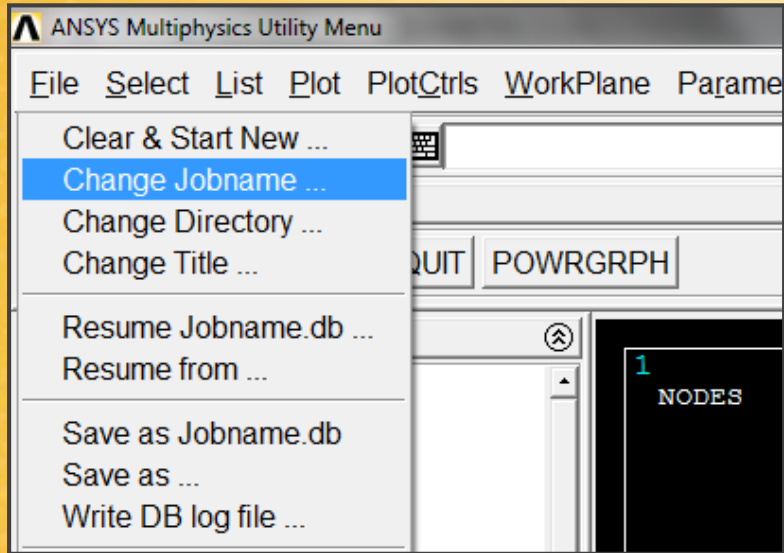 ANSYS Multiphysics Utility Menu
File Select List Plot PlotCtrls WorkPlane Parame
Clear & Start New ...
Change Jobname ...
Change Directory ...
Change Title ...
QUIT POWRGRPH
Resume Jobname.db ...
Resume from ...
1
NODES
Save as Jobname.db
Save as ...
Write DB log file ...